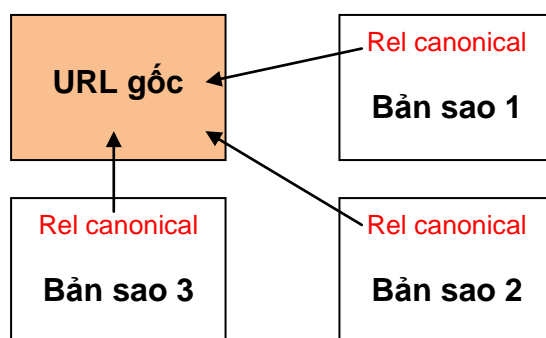 URL gốc
Rel canonical
Bản sao 1
Rel canonical
Bản sao 3
Rel canonical
Bản sao 2